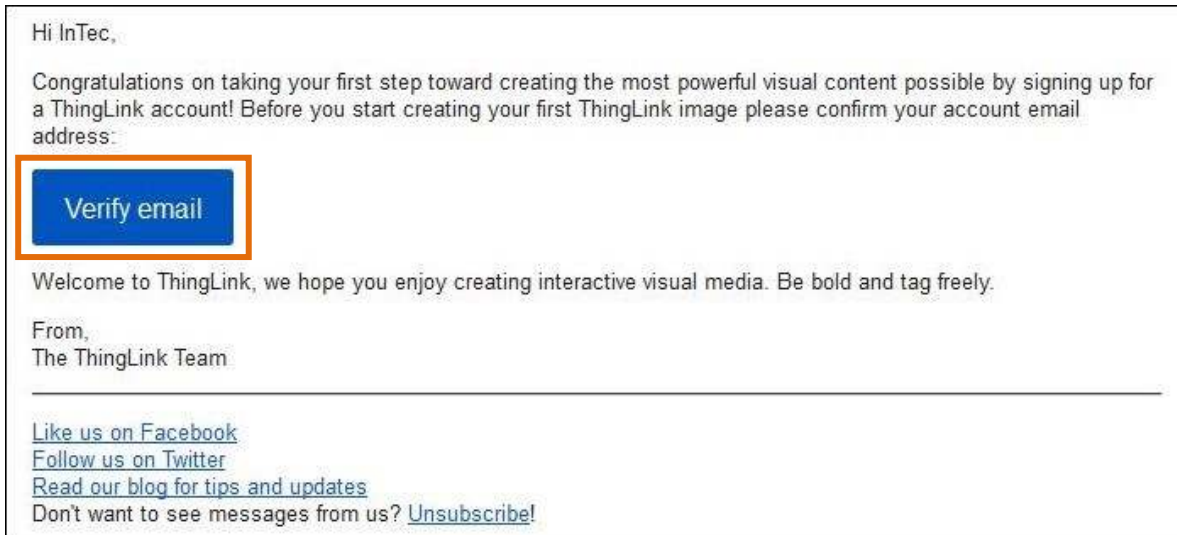 Hi InTec,
Congratulations on taking your first step toward creating the most powerful visual content possible by signing up for
a ThingLink account! Before you start creating your first ThingLink image please confirm your account email
address:
Verify email
Welcome to ThingLink, we hope you enjoy creating interactive visual media. Be bold and tag freely.
From,
The ThingLink Team
Like us on Facebook
Follow us on Twitter
Read our blog for tips and updates
Don't want to see messages from us? Unsubscribe!